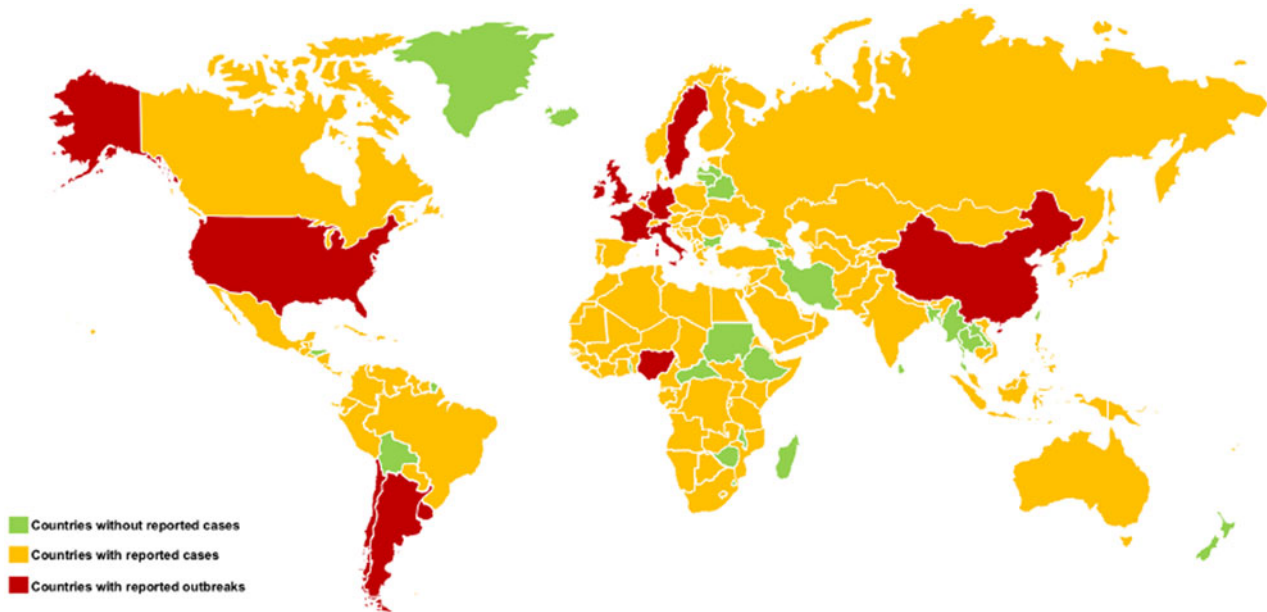 Countries without reported cases
Countries with reported cases
Countries with reported outbreaks